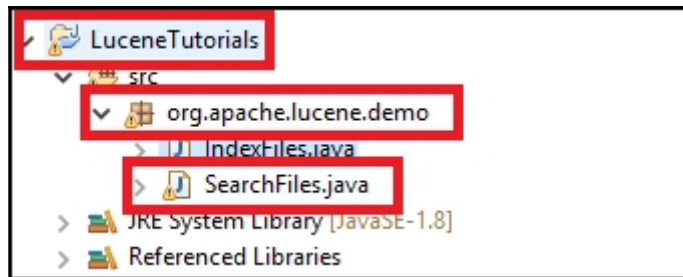 LuceneTutorials
src
org.apache.lucene.demo
IndexFiles.java
SearchFiles.java
JRE System Library [JavaSE-1.8]
Referenced Libraries